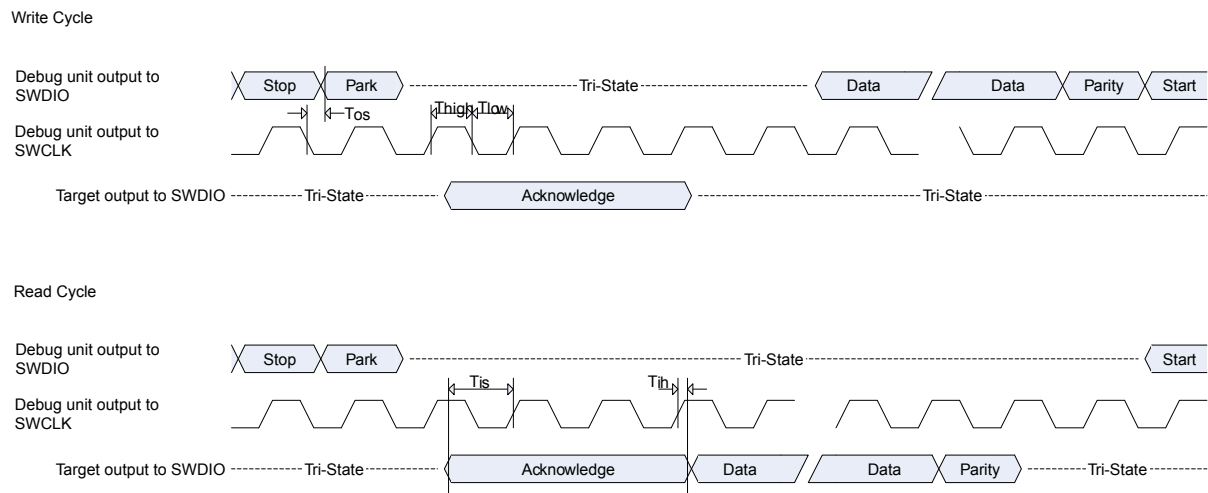 Write Cycle
Debug unit output to
SWDIO
Stop Park Tri-State Data Data Parity Start
Tos Thigh Tlow
Debug unit output to
SWCLK
Target output to SWDIO Tri-State Acknowledge Tri-State
Read Cycle
Debug unit output to
SWDIO
Stop Park Tri-State Start
Tis Tih
Debug unit output to
SWCLK
Target output to SWDIO Tri-State Acknowledge Data Data Parity Tri-State